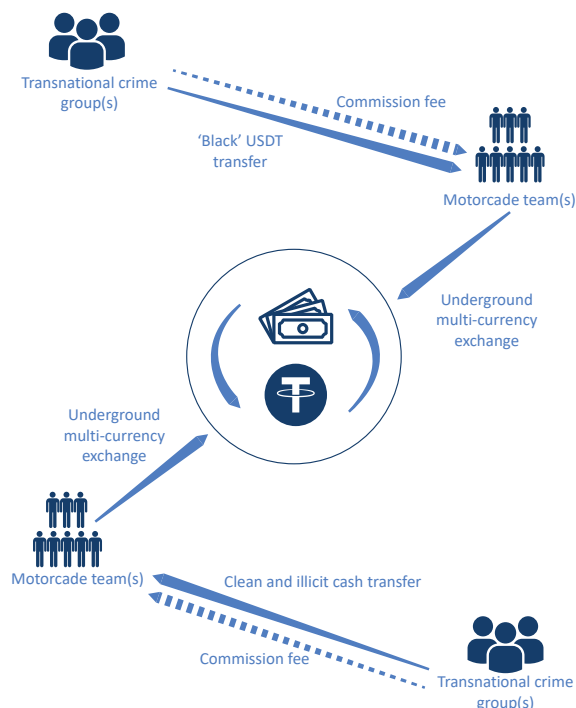 Transnational crime
group(s)
Commission fee
‘Black’ USDT
transfer
Motorcade team(s)
Underground
multi-currency
exchange
Underground
multi-currency
exchange
Motorcade team(s)
Clean and illicit cash transfer
Commission fee
Transnational crime
group(s)